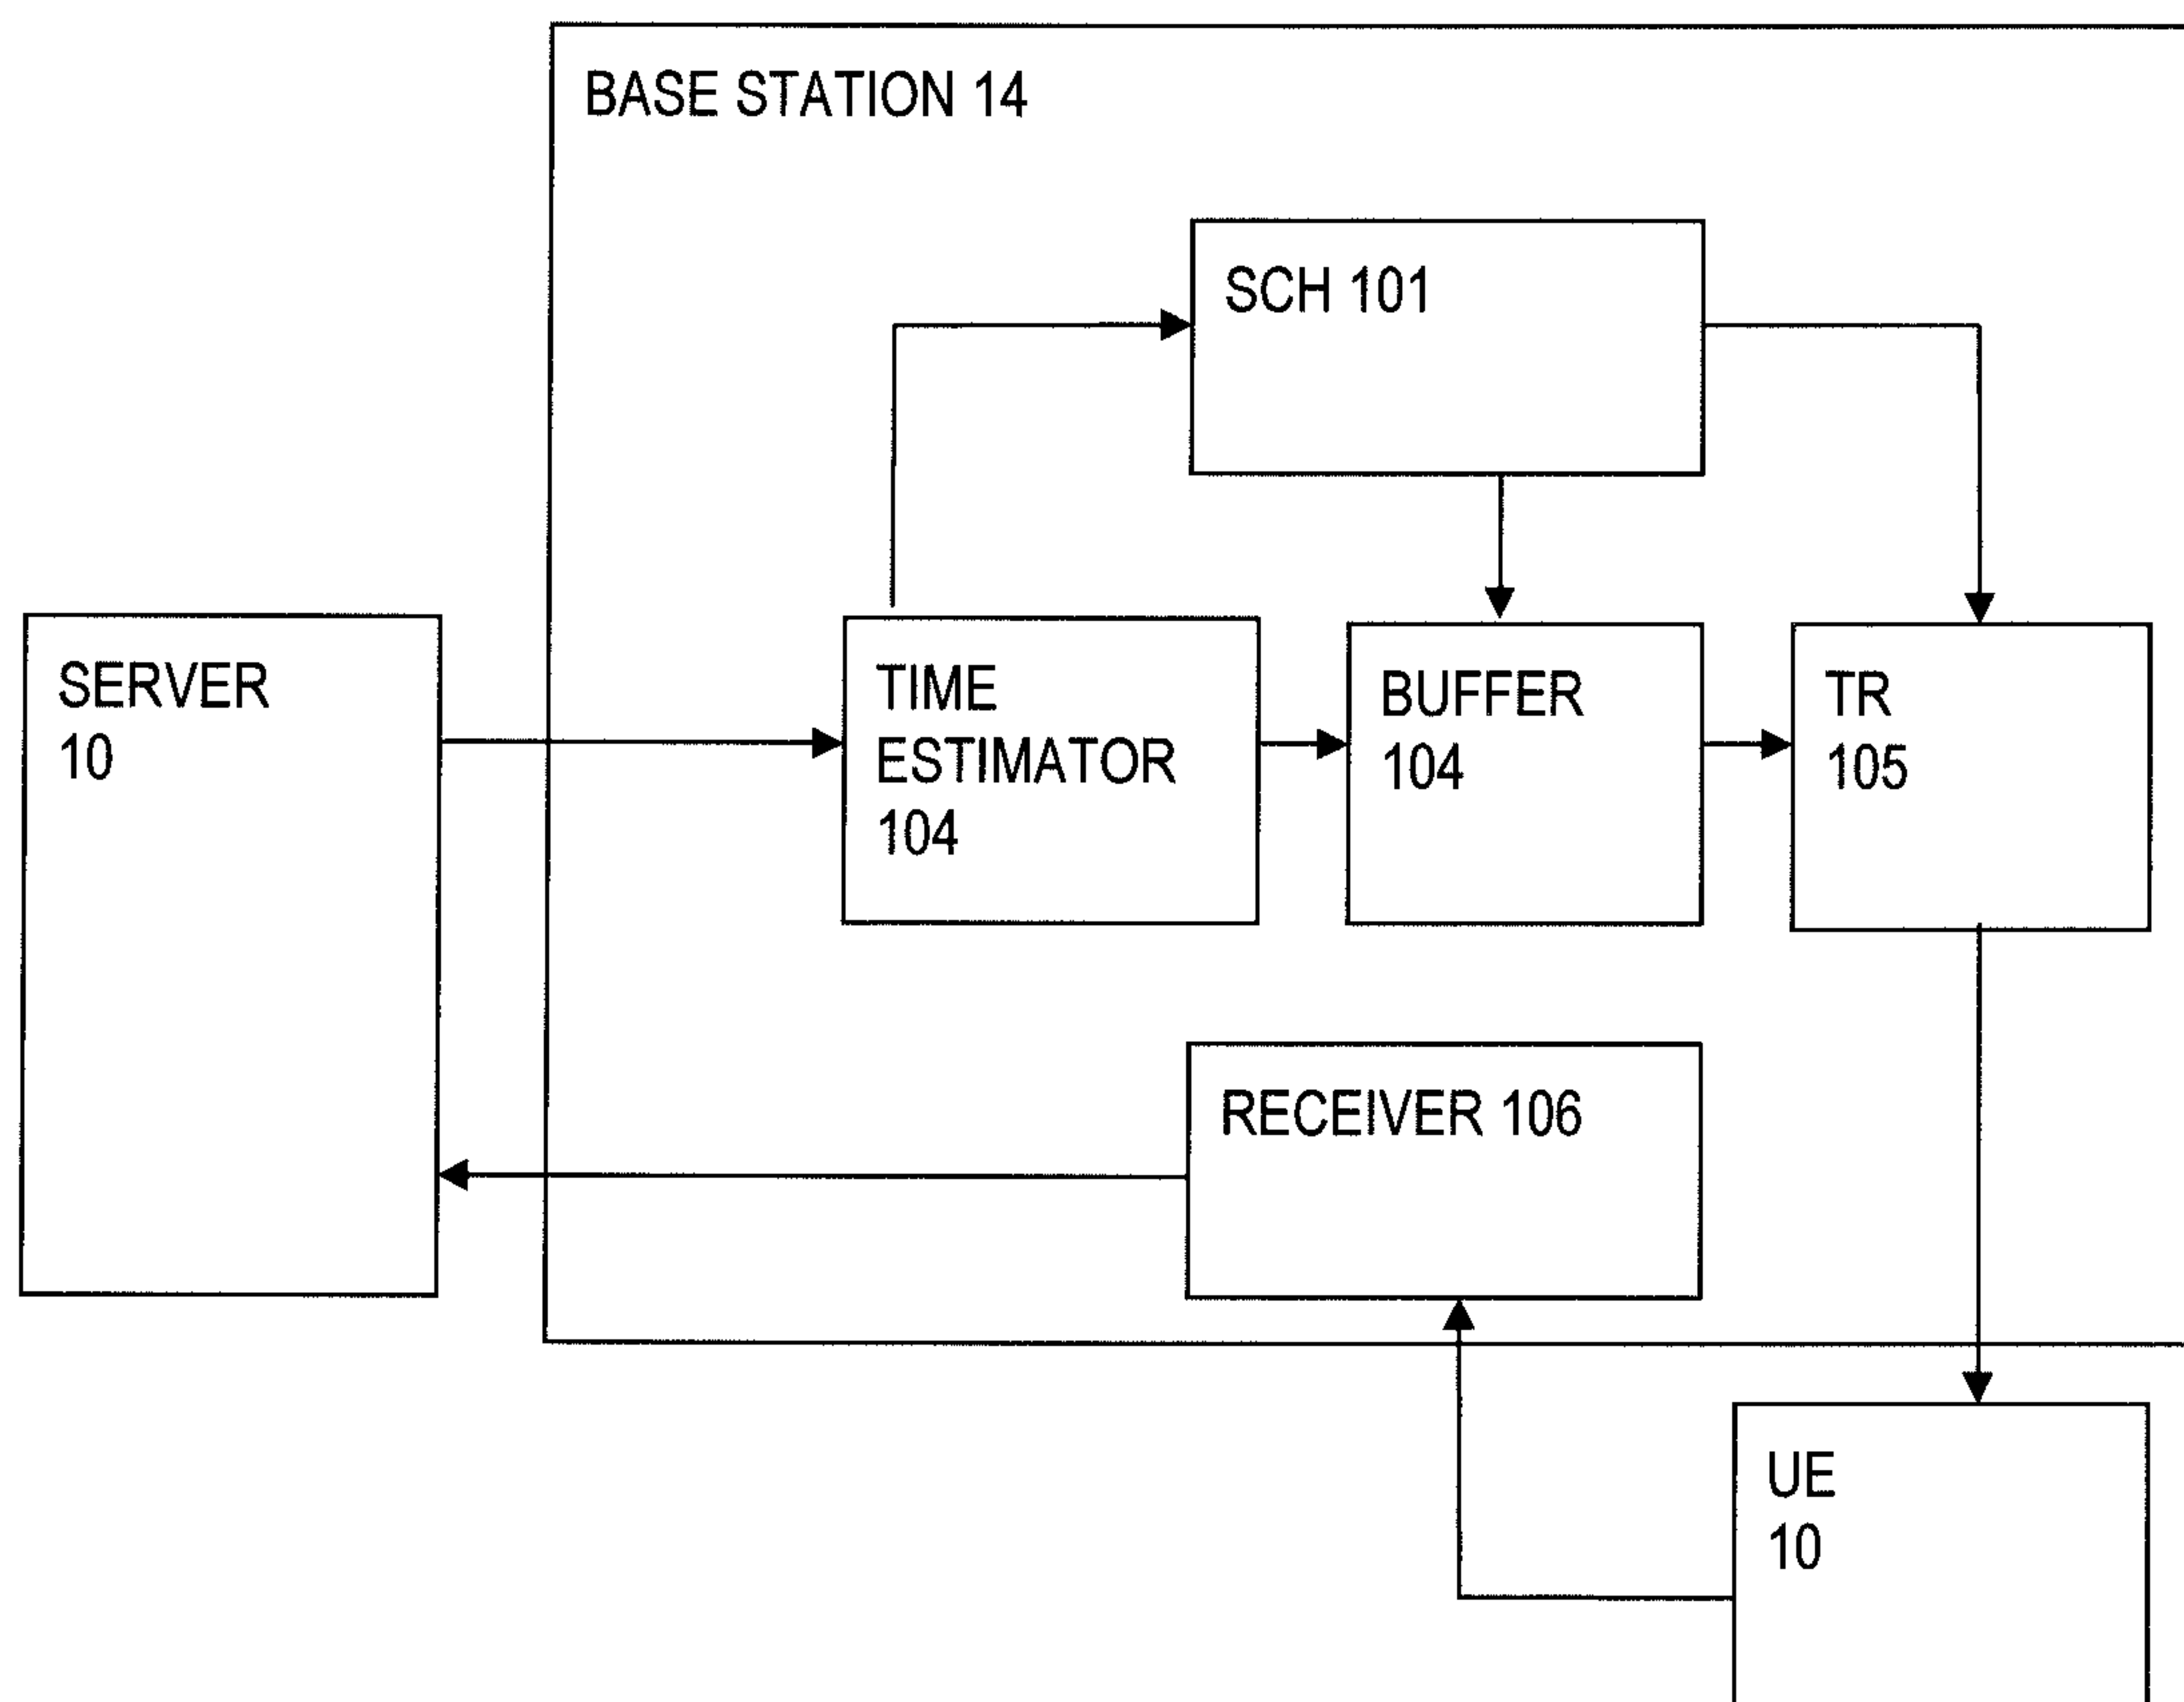 BASE STATION 14
SCH 101
SERVER
10
TIME
ESTIMATOR
104
BUFFER
104
TR
105
RECEIVER 106
UE
10